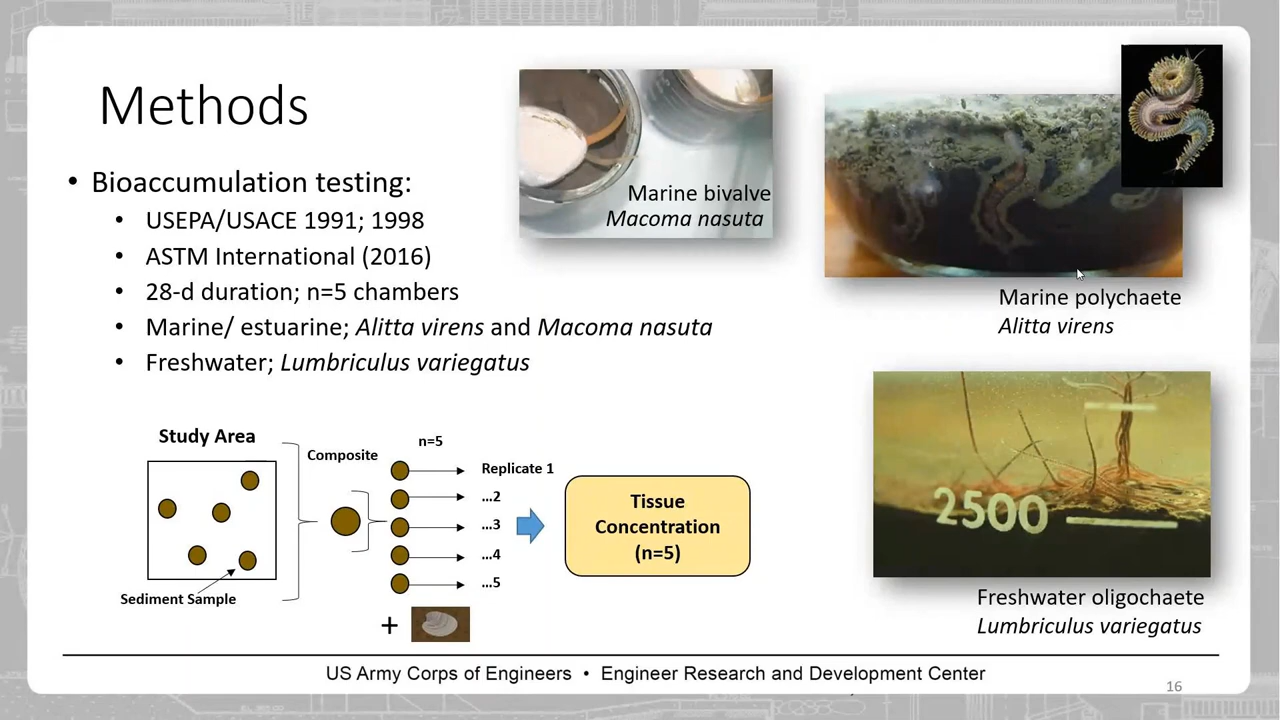 Methods
• Bioaccumulation testing:
• USEPA/USACE 1991; 1998
• ASTM International (2016)
• 28-d duration; n=5 chambers
• Marine/ estuarine; Alitta virens and Macoma nasuta
• Freshwater; Lumbriculus variegatus
Marine bivalve
Macoma nasuta
Marine polychaete
Alitta virens
2500
Freshwater oligochaete
Lumbriculus variegatus
Study Area
Sediment Sample
Composite
n=5
Replicate 1
...2
...3
...4
...5
+
Tissue
Concentration
(n=5)
US Army Corps of Engineers • Engineer Research and Development Center
16